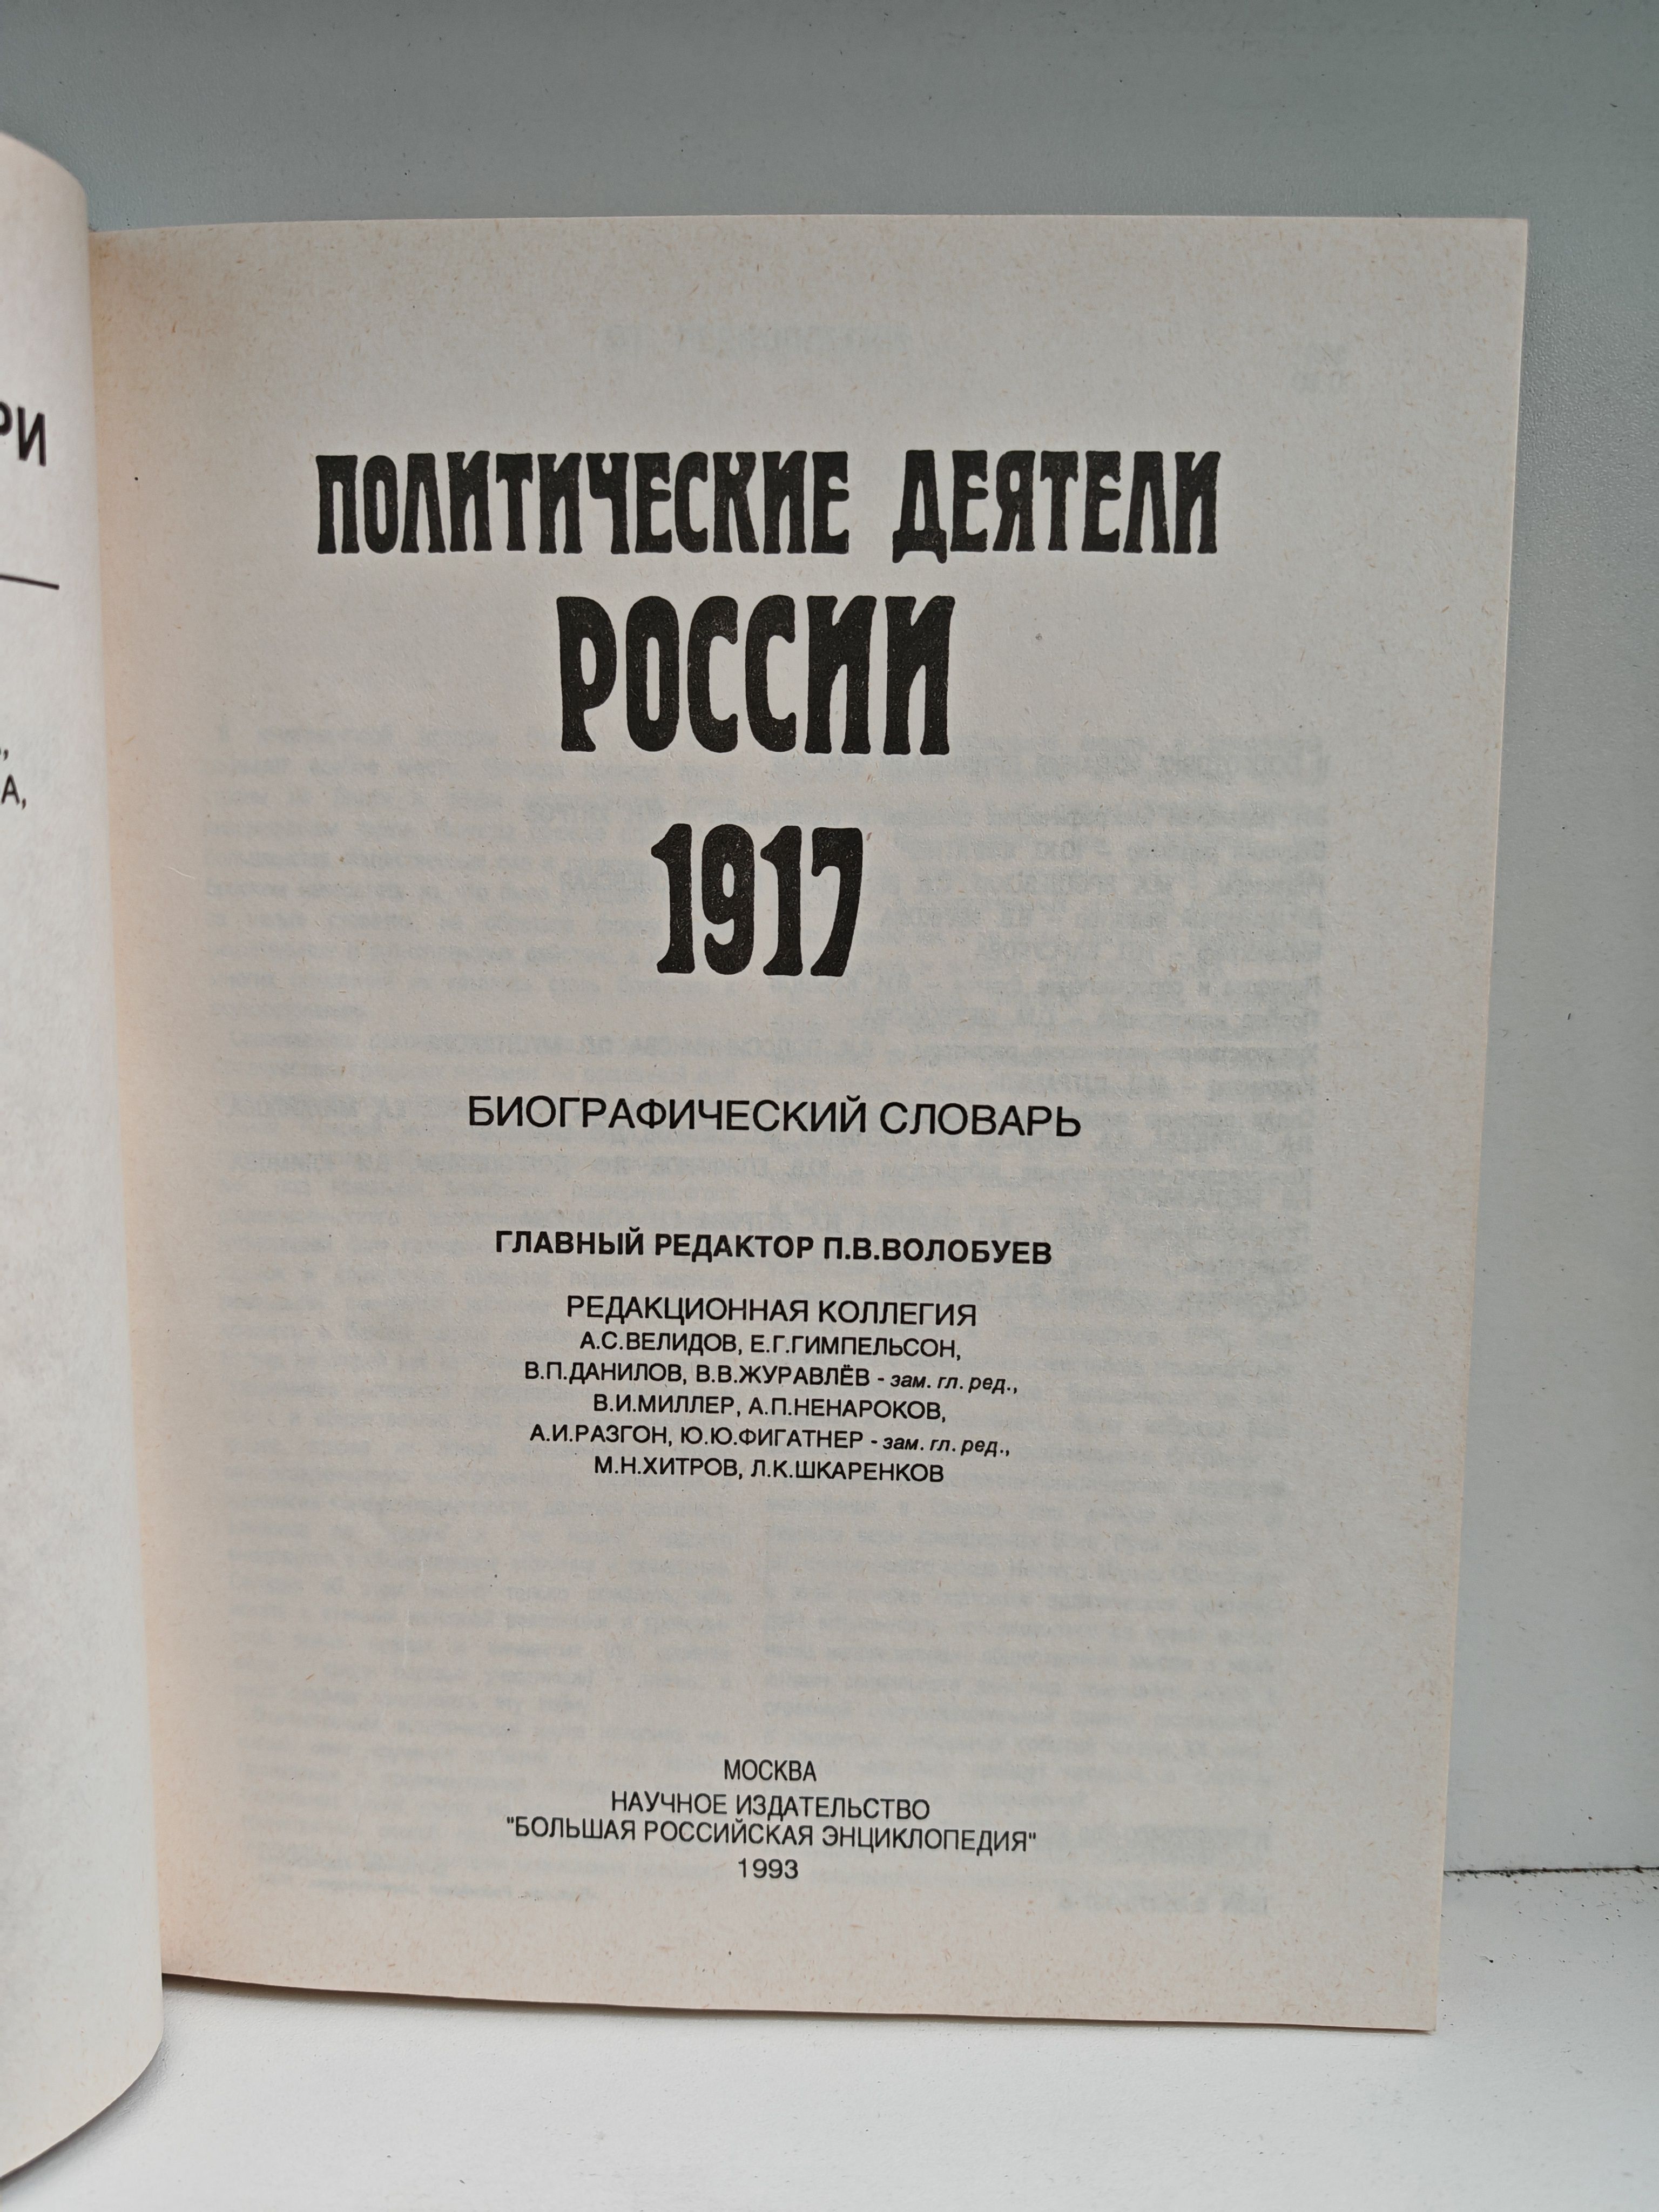 РИ
А,
ПОЛИТИЧЕСКИЕ ДЕЯТЕЛИ
РОССИИ
1917
БИОГРАФИЧЕСКИЙ СЛОВАРЬ
ГЛАВНЫЙ РЕДАКТОР П.В.ВОЛОБУЕВ
РЕДАКЦИОННАЯ КОЛЛЕГИЯ
А.С.ВЕЛИДОВ, Е.Г.ГИМПЕЛЬСОН,
В.П.ДАНИЛОВ, В.В.ЖУРАВЛЁВ - зам. гл. ред.,
В.И.МИЛЛЕР, А.П.НЕНАРОКОВ,
А.И.РАЗГОН, Ю.Ю.ФИГАТНЕР - зам. гл. ред.,
М.Н.ХИТРОВ, Л.К.ШКАРЕНКОВ
МОСКВА
НАУЧНОЕ ИЗДАТЕЛЬСТВО
"БОЛЬШАЯ РОССИЙСКАЯ ЭНЦИКЛОПЕДИЯ"
1993